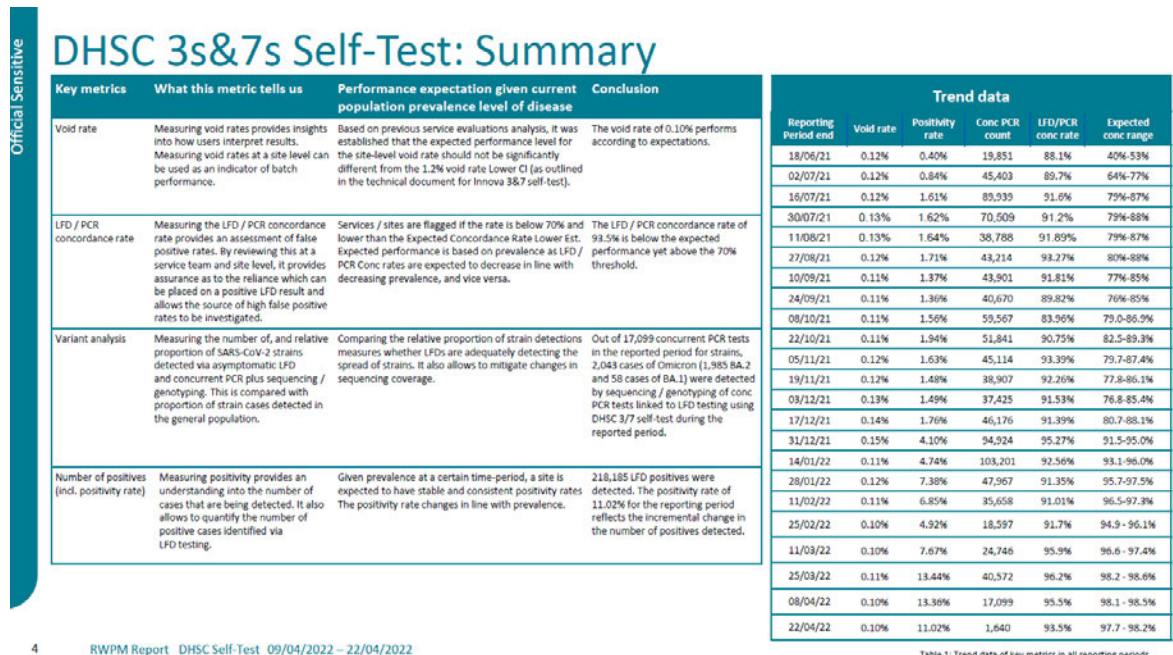 Official Sensitive
DHSC 3s&7s Self-Test: Summary
Key metrics What this metric tells us Performance expectation given current Conclusion
population prevalence level of disease
Void rate
Measuring void rates provides insights
into how users interpret results.
Measuring void rates at a site level can
be used as an indicator of batch
performance.
Based on previous service evaluations analysis, it was
established that the expected performance level for
the site-level void rate should not be significantly
different from the 1.2% void rate Lower CI (as outlined
in the technical document for Innova 3&7 self-test).
The void rate of 0.10% performs
according to expectations.
LFD / PCR
concordance rate
Measuring the LFD / PCR concordance
rate provides an assessment of false
positive rates. By reviewing this at a
service team and site level, it provides
assurance as to the reliance which can
be placed on a positive LFD result and
allows the source of high false positive
rates to be investigated.
Services / sites are flagged if the rate is below 70% and
lower than the Expected Concordance Rate Lower Est.
Expected performance is based on prevalence as LFD /
PCR Conc rates are expected to decrease in line with
decreasing prevalence, and vice versa.
The LFD / PCR concordance rate of
93.5% is below the expected
performance yet above the 70%
threshold.
Variant analysis
Measuring the number of, and relative
proportion of SARS-CoV-2 strains
detected via asymptomatic LFD
and concurrent PCR plus sequencing /
genotyping. This is compared with
proportion of strain cases detected in
the general population.
Comparing the relative proportion of strain detections
measures whether LFDs are adequately detecting the
spread of strains. It also allows to mitigate changes in
sequencing coverage.
Out of 17,099 concurrent PCR tests
in the reported period for strains,
2,043 cases of Omicron (1,985 BA.2
and 58 cases of BA.1) were detected
by sequencing / genotyping of conc
PCR tests linked to LFD testing using
DHSC 3/7 self-test during the
reported period.
Number of positives
(incl. positivity rate)
Measuring positivity provides an
understanding into the number of
cases that are being detected. It also
allows to quantify the number of
positive cases identified via
LFD testing.
Given prevalence at a certain time-period, a site is
expected to have stable and consistent positivity rates
The positivity rate changes in line with prevalence.
218,185 LFD positives were
detected. The positivity rate of
11.02% for the reporting period
reflects the incremental change in
the number of positives detected.
Trend data
Reporting Period end Void rate Positivity rate Conc PCR count LFD/PCR conc rate Expected conc range
18/06/21 0.12% 0.40% 19,851 88.1% 40%-53%
02/07/21 0.12% 0.84% 45,403 89.7% 64%-77%
16/07/21 0.12% 1.61% 89,939 91.6% 79%-87%
30/07/21 0.13% 1.62% 70,509 91.2% 79%-88%
11/08/21 0.13% 1.64% 38,788 91.89% 79%-87%
27/08/21 0.12% 1.71% 43,214 93.27% 80%-88%
10/09/21 0.11% 1.37% 43,901 91.81% 77%-85%
24/09/21 0.11% 1.36% 40,670 89.82% 76%-85%
08/10/21 0.11% 1.56% 59,567 83.96% 79.0-86.9%
22/10/21 0.11% 1.94% 51,841 90.75% 82.5-89.3%
05/11/21 0.12% 1.63% 45,114 93.39% 79.7-87.4%
19/11/21 0.12% 1.48% 38,907 92.26% 77.8-86.1%
03/12/21 0.13% 1.49% 37,425 91.53% 76.8-85.4%
17/12/21 0.14% 1.76% 46,176 91.39% 80.7-88.1%
31/12/21 0.15% 4.10% 94,924 95.27% 91.5-95.0%
14/01/22 0.11% 4.74% 103,201 92.56% 93.1-96.0%
28/01/22 0.12% 7.38% 47,967 91.35% 95.7-97.5%
11/02/22 0.11% 6.85% 35,658 91.01% 96.5-97.3%
25/02/22 0.10% 4.92% 18,597 91.7% 94.9 - 96.1%
11/03/22 0.10% 7.67% 24,746 95.9% 96.6 - 97.4%
25/03/22 0.11% 13.44% 40,572 96.2% 98.2 - 98.6%
08/04/22 0.10% 13.36% 17,099 95.5% 98.1 - 98.5%
22/04/22 0.10% 11.02% 1,640 93.5% 97.7 - 98.2%
Table 1: Trend data of key metrics in all reporting periods
4 RWPM Report DHSC Self-Test 09/04/2022 – 22/04/2022